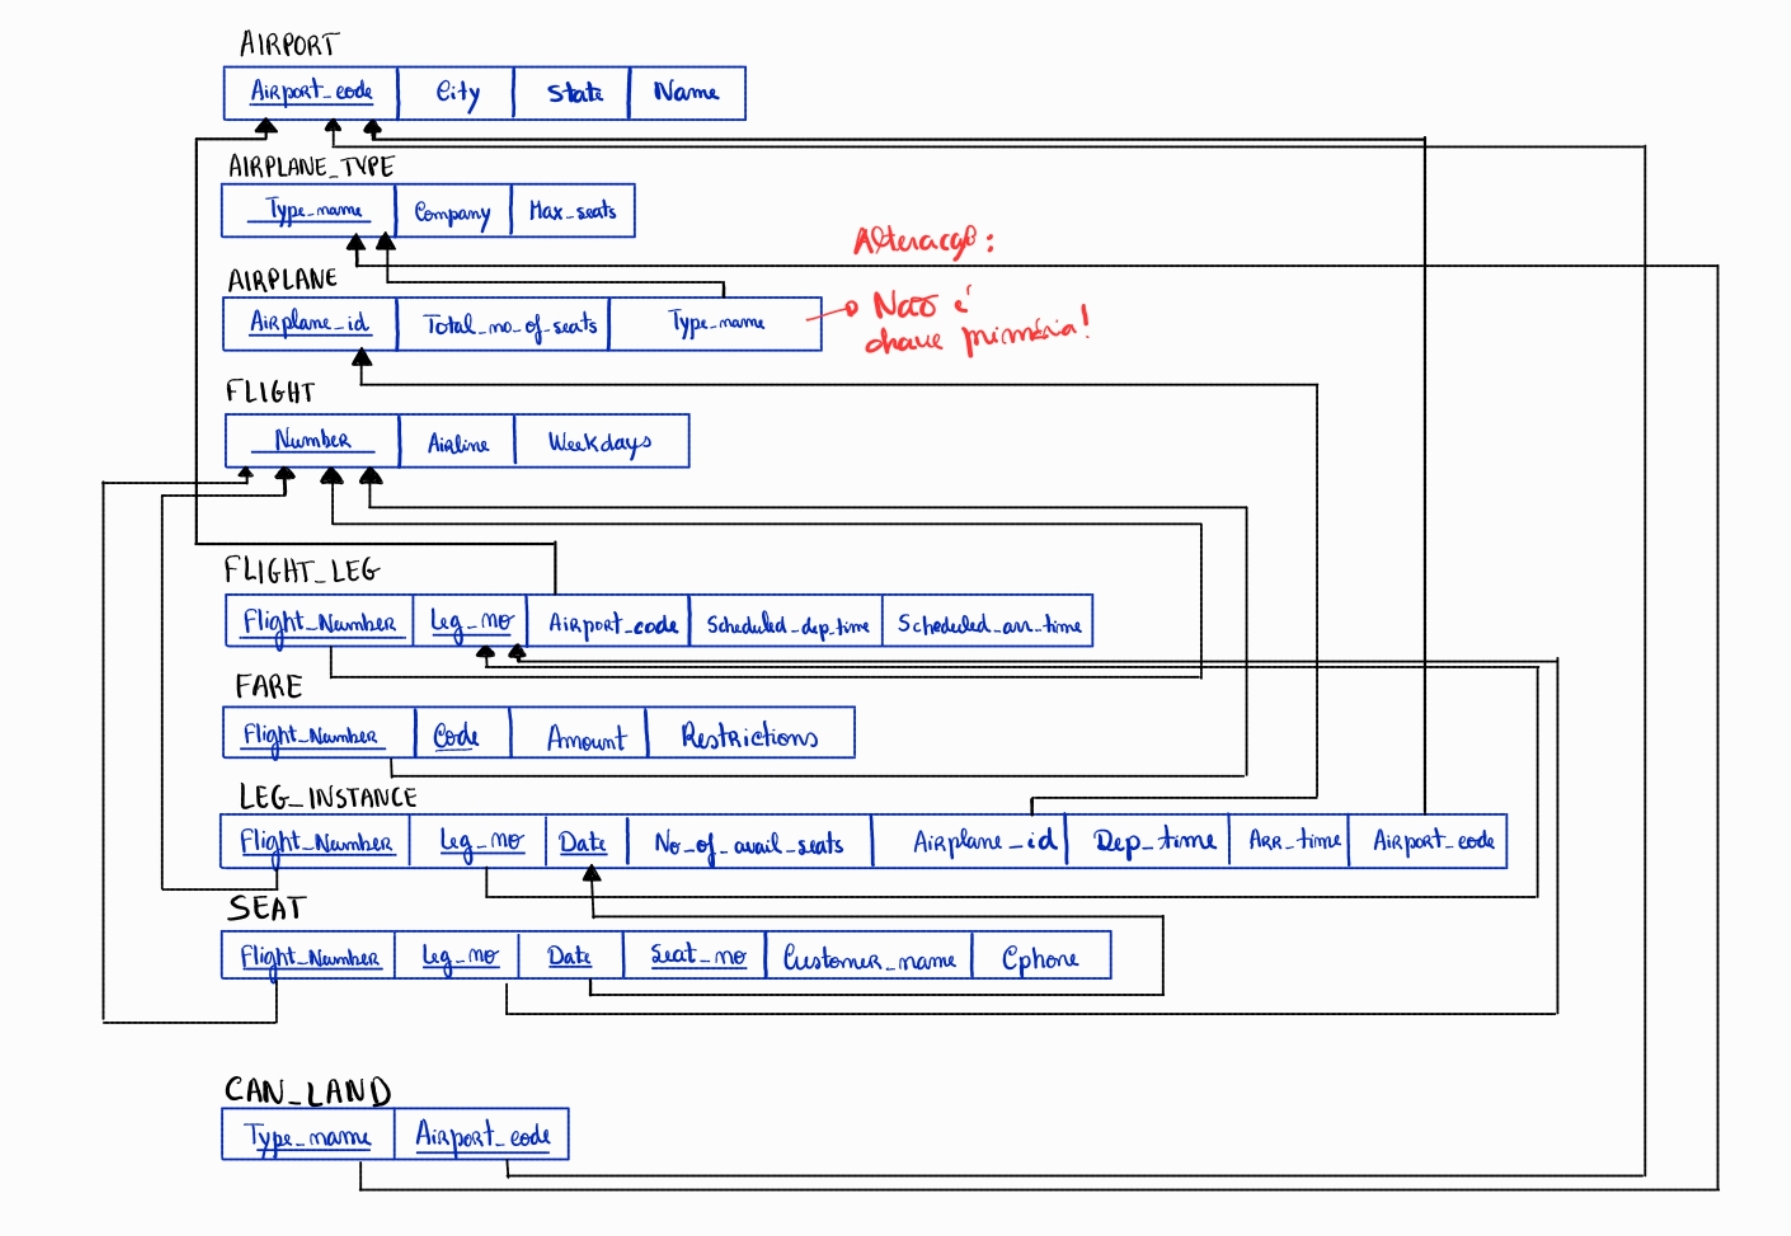 AIRPORT
Airport_code City State Name
AIRPLANE_TYPE
Type_name Company Max_seats
Alteração:
AIRPLANE
Airplane_id Total_no_of_seats Type_name
Não é
chave primária!
FLIGHT
Number Airline Weekdays
FLIGHT_LEG
Flight_Number Leg_no Airport_code Scheduled_dep_time Scheduled_arr_time
FARE
Flight_Number Code Amount Restrictions
LEG_INSTANCE
Flight_Number Leg_no Date No_of_avail_seats Airplane_id Dep_time Arr_time Airport_code
SEAT
Flight_Number Leg_no Date Seat_no Customer_name Cphone
CAN_LAND
Type_name Airport_code